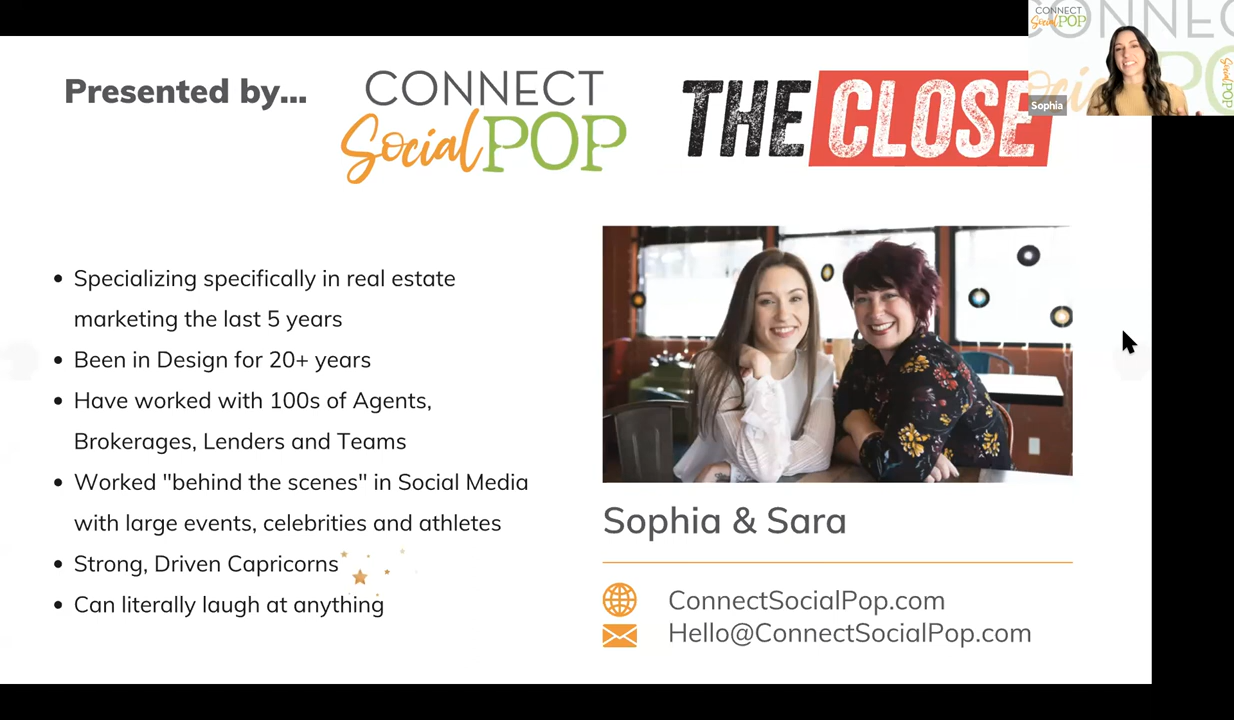 Presented by...
CONNECT
Social POP
THE CLOSE
CONNECT
Social POP
Sophia
• Specializing specifically in real estate
marketing the last 5 years
• Been in Design for 20+ years
• Have worked with 100s of Agents,
Brokerages, Lenders and Teams
• Worked "behind the scenes" in Social Media
with large events, celebrities and athletes
• Strong, Driven Capricorns
• Can literally laugh at anything
Sophia & Sara
ConnectSocialPop.com
Hello@ConnectSocialPop.com